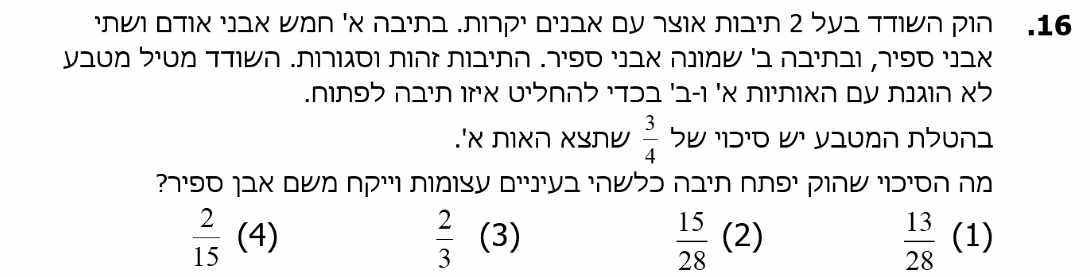 16. הוק השודד בעל 2 תיבות אוצר עם אבנים יקרות. בתיבה א' חמש אבני אודם ושתי
אבני ספיר, ובתיבה ב' שמונה אבני ספיר. התיבות זהות וסגורות. השודד מטיל מטבע
לא הוגנת עם האותיות א' ו-ב' בכדי להחליט איזו תיבה לפתוח.
בהטלת המטבע יש סיכוי של 3/4 שתצא האות א'.
מה הסיכוי שהוק יפתח תיבה כלשהי בעיניים עצומות וייקח משם אבן ספיר?
(1) 13/28 (2) 15/28 (3) 2/3 (4) 2/15